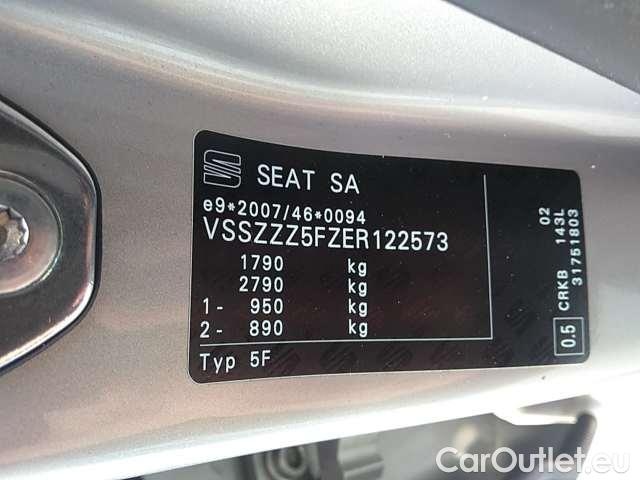 SEAT SA
e9*2007/46*0094
VSSZZZ5FZER122573
1790 kg
2790 kg
1- 950 kg
2- 890 kg
Typ 5F
02
CRKB 143L
0.5 31751803
CarOutlet.eu